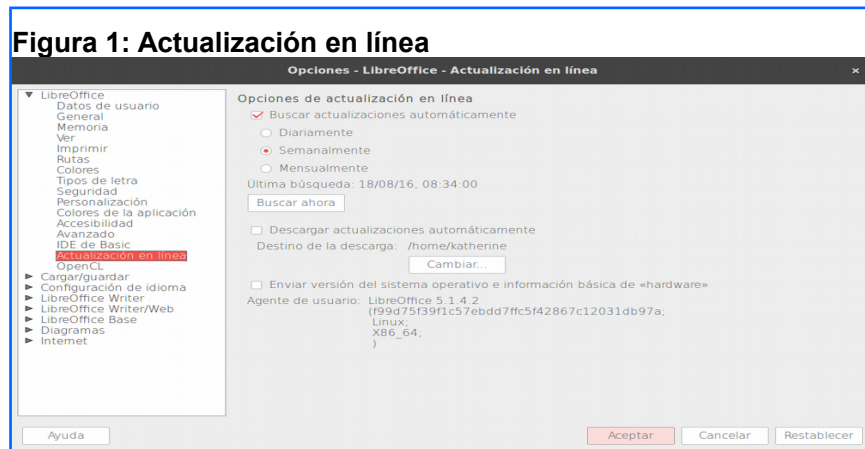 Figura 1: Actualización en línea
Opciones - LibreOffice - Actualización en línea
×
LibreOffice
Datos de usuario
General
Memoria
Ver
Imprimir
Rutas
Colores
Tipos de letra
Seguridad
Personalización
Colores de la aplicación
Accesibilidad
Avanzado
IDE de Basic
Actualización en línea
OpenCL
Cargar/guardar
Configuración de idioma
LibreOffice Writer
LibreOffice Writer/Web
LibreOffice Base
Diagramas
Internet
Opciones de actualización en línea
Buscar actualizaciones automáticamente
Diariamente
Semanalmente
Mensualmente
Última búsqueda: 18/08/16, 08:34:00
Buscar ahora
Descargar actualizaciones automáticamente
Destino de la descarga: /home/katherine
Cambiar...
Enviar versión del sistema operativo e información básica de «hardware»
Agente de usuario: LibreOffice 5.1.4.2
(f99d75f39f1c57ebdd7ffc5f42867c12031db97a;
Linux;
X86_64;
)
Ayuda
Aceptar
Cancelar
Restablecer